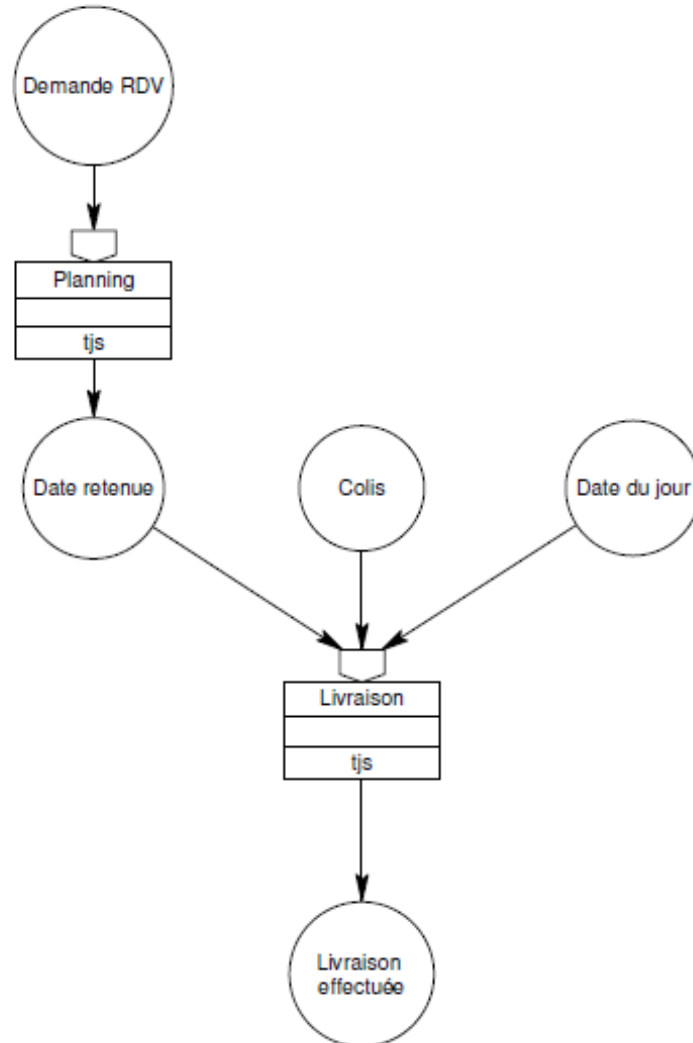 Demande RDV
Planning
tjs
Date retenue
Colis
Date du jour
Livraison
tjs
Livraison
effectuée